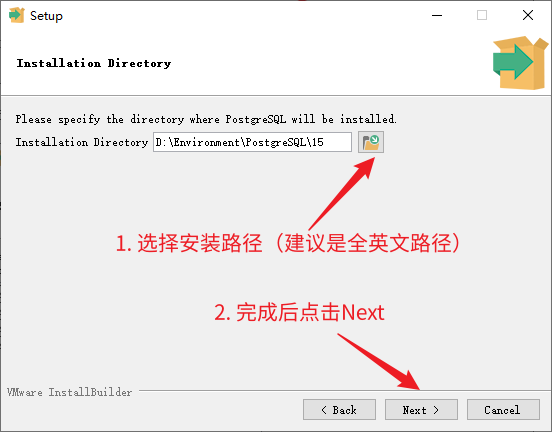 Setup
Installation Directory
Please specify the directory where PostgreSQL will be installed.
Installation Directory D:\Environment\PostgreSQL\15
1. 选择安装路径（建议是全英文路径）
2. 完成后点击Next
VMware InstallBuilder
< Back Next > Cancel